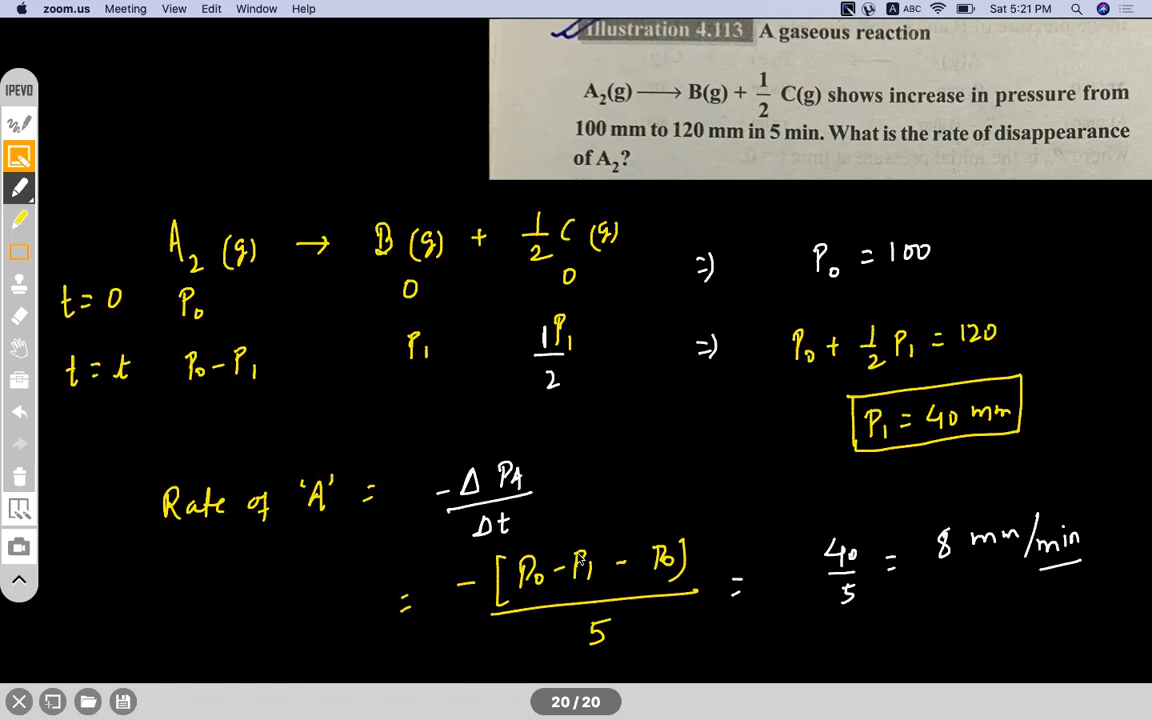 zoom.us Meeting View Edit Window Help
ABC Sat 5:21 PM
IPEVO
Illustration 4.113 A gaseous reaction
A₂(g) ⟶ B(g) + 1/2 C(g) shows increase in pressure from
100 mm to 120 mm in 5 min. What is the rate of disappearance
of A₂?
A₂ (g) → B (g) + 1/2 C (g)
t = 0 P₀ 0 0 ⇒ P₀ = 100
t = t P₀ – P₁ P₁ 1P₁/2 ⇒ P₀ + 1/2 P₁ = 120
P₁ = 40 mm
Rate of 'A' = -Δ PA / Δt
= - [P₀ – P₁ - P₀] / 5 = 40/5 = 8 mm/min
20 / 20